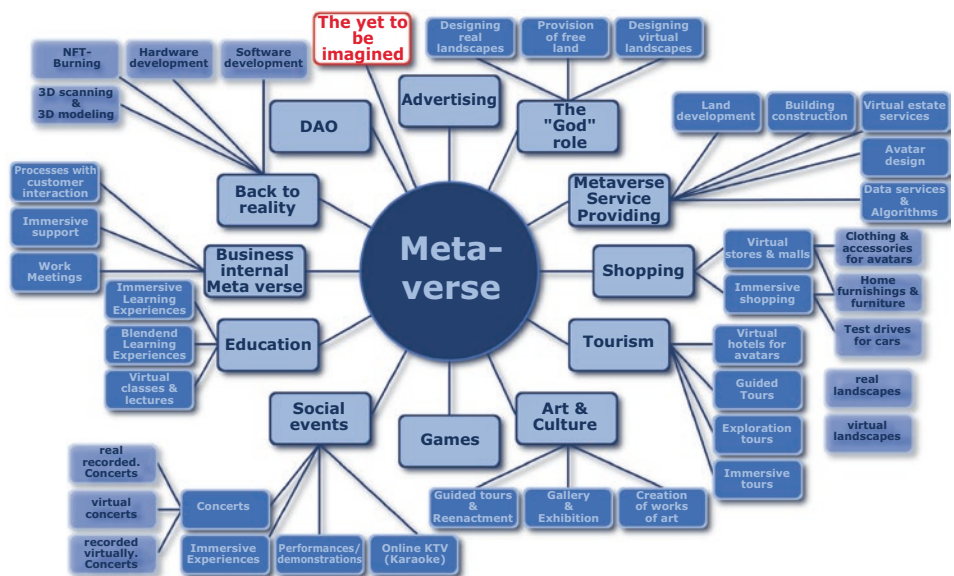 The yet to
be
imagined
Designing
real
landscapes
Provision
of free
land
Designing
virtual
landscapes
NFT-
Burning
Hardware
development
Software
development
3D scanning
&
3D modeling
DAO
Advertising
The
"God"
role
Land
development
Building
construction
Virtual estate
services
Avatar
design
Data services
&
Algorithms
Back to
reality
Metaverse
Service
Providing
Processes with
customer
interaction
Immersive
support
Work
Meetings
Business
internal
Meta verse
Meta-
verse
Shopping
Virtual
stores & malls
Immersive
shopping
Clothing &
accessories
for avatars
Home
furnishings &
furniture
Test drives
for cars
Immersive
Learning
Experiences
Blendend
Learning
Experiences
Virtual
classes &
lectures
Education
Tourism
Virtual
hotels for
avatars
Guided
Tours
Exploration
tours
Immersive
tours
real
landscapes
virtual
landscapes
Social
events
Games
Art &
Culture
real
recorded.
Concerts
virtual
concerts
recorded
virtually.
Concerts
Concerts
Immersive
Experiences
Performances/
demonstrations
Online KTV
(Karaoke)
Guided tours
&
Reenactment
Gallery
&
Exhibition
Creation
of works
of art